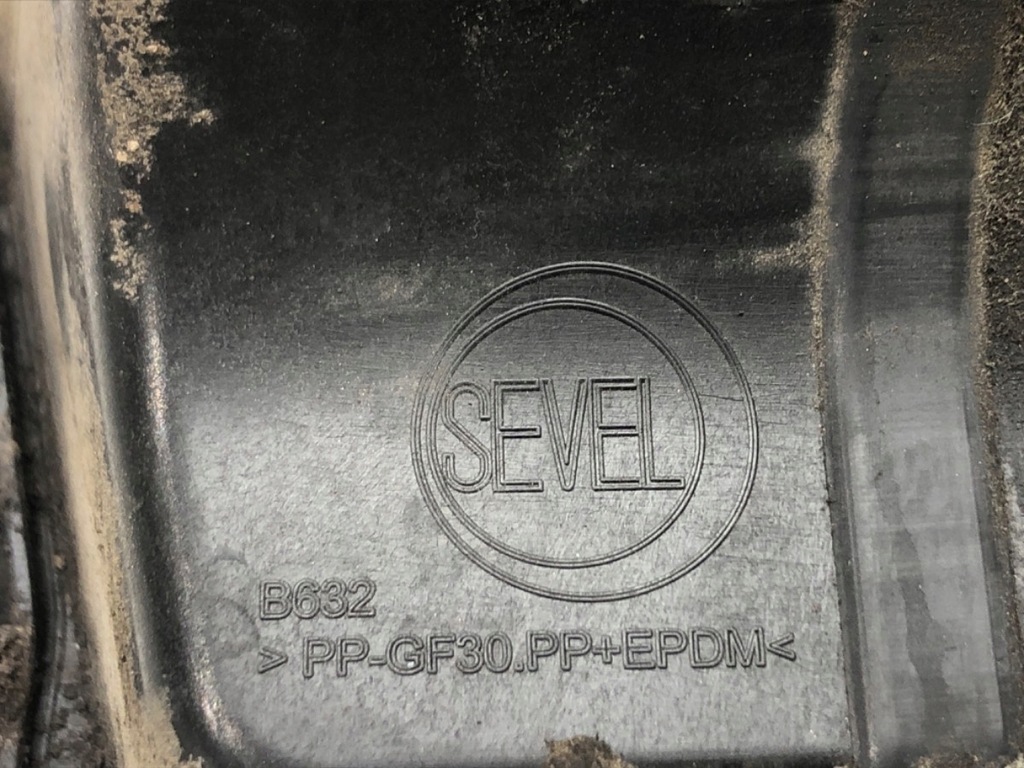 SEVEL
B632
> PP-GF30.PP+EPDM<